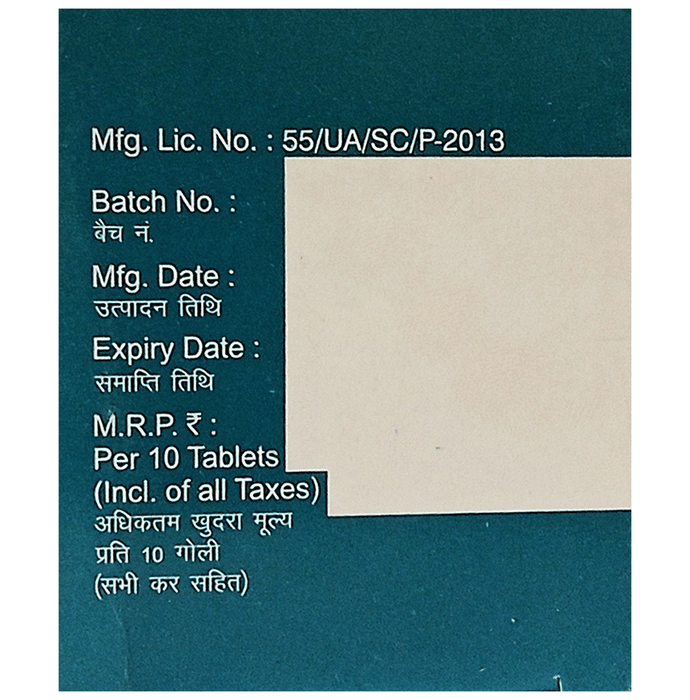 Mfg. Lic. No. : 55/UA/SC/P-2013
Batch No. :
बैच नं.
Mfg. Date :
उत्पादन तिथि
Expiry Date :
समाप्ति तिथि
M.R.P. ₹ :
Per 10 Tablets
(Incl. of all Taxes)
अधिकतम खुदरा मूल्य
प्रति 10 गोली
(सभी कर सहित)